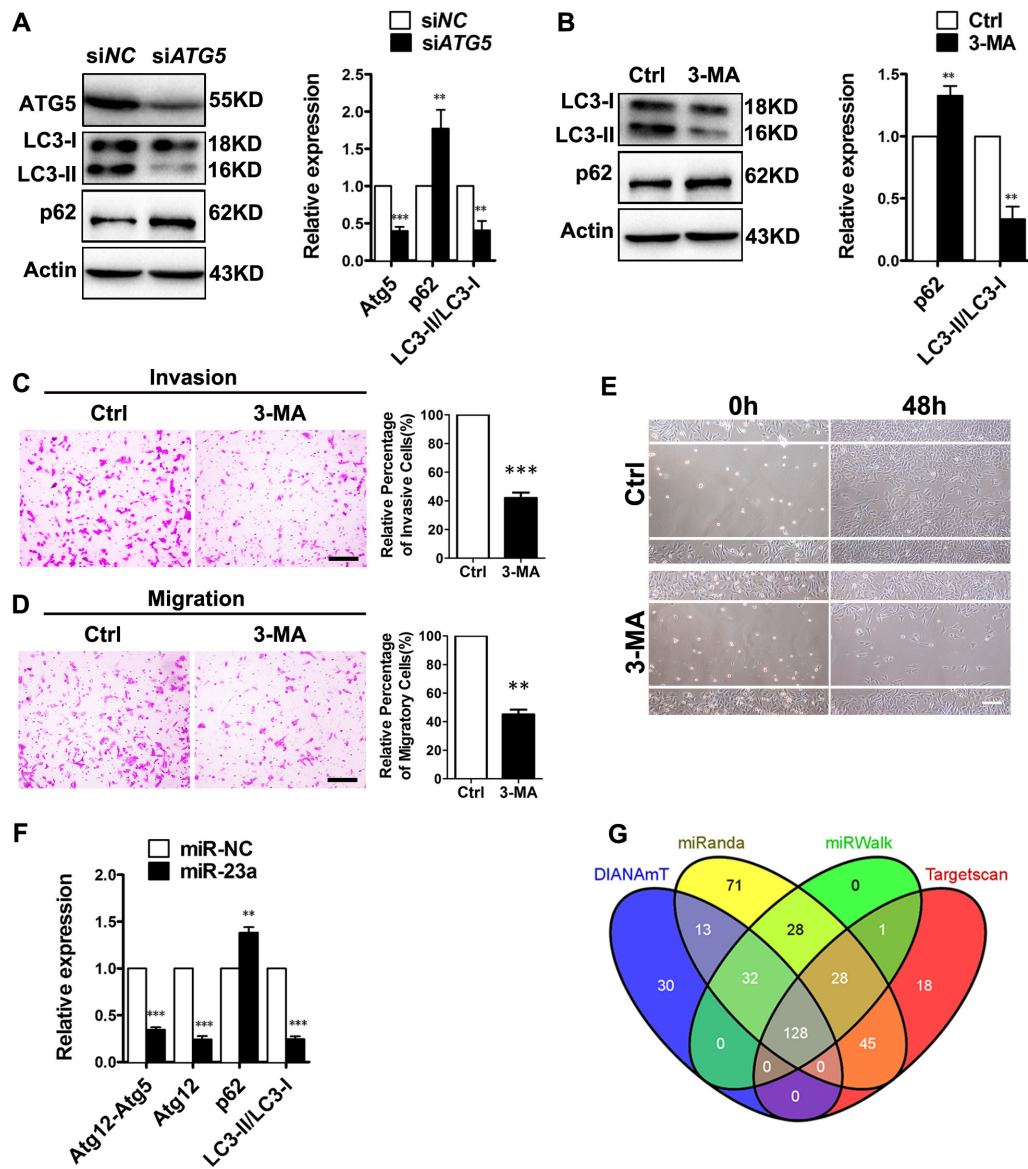 A
siNC siATG5
ATG5 55KD
LC3-I 18KD
LC3-II 16KD
p62 62KD
Actin 43KD
siNC
siATG5
Relative expression
2.5
2.0
1.5
1.0
0.5
0.0
***
**
**
Atg5
p62
LC3-II/LC3-I
B
Ctrl 3-MA
LC3-I 18KD
LC3-II 16KD
p62 62KD
Actin 43KD
Ctrl
3-MA
Relative expression
1.5
1.0
0.5
0.0
**
**
p62
LC3-II/LC3-I
C
Invasion
Ctrl 3-MA
Relative Percentage
of Invasive Cells(%)
100
80
60
40
20
0
***
Ctrl 3-MA
D
Migration
Ctrl 3-MA
Relative Percentage
of Migratory Cells(%)
100
80
60
40
20
0
**
Ctrl 3-MA
E
0h 48h
Ctrl
3-MA
F
miR-NC
miR-23a
Relative expression
2.0
1.5
1.0
0.5
0.0
***
***
**
***
Atg12-Atg5
Atg12
p62
LC3-II/LC3-I
G
miRanda miRWalk
DIANAmT Targetscan
71 0
13 28 1
30 32 28 18
128
0 45
0 0
0